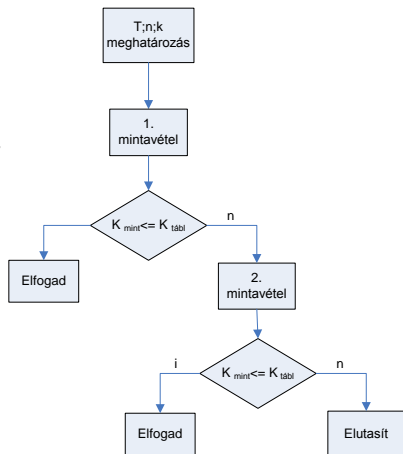 T;n;k
meghatározás
1.
mintavétel
K mint<= K tábl
n
Elfogad
2.
mintavétel
K mint<= K tábl
i
n
Elfogad
Elutasít